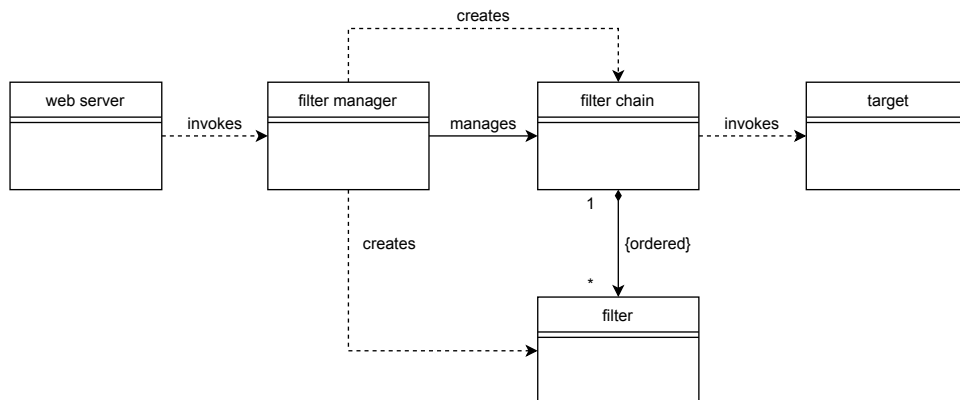 creates
web server
filter manager
filter chain
target
invokes
manages
invokes
1
creates
{ordered}
*
filter